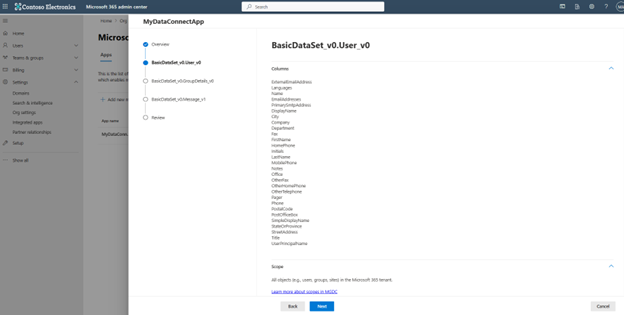 Contoso Electronics
Microsoft 365 admin center
Search
MyDataConnectApp
Home
Users
Teams & groups
Billing
Settings
Domains
Search & intelligence
Org settings
Integrated apps
Partner relationships
Setup
Show all
Home > Org
Micros
Apps
This is the list of
which enables in
Add new
App name
MyDataConn
Overview
BasicDataSet_v0.User_v0
BasicDataSet_v0.GroupDetails_v0
BasicDataSet_v0.Message_v1
Review
BasicDataSet_v0.User_v0
Columns
ExternalEmailAddress
Languages
Name
EmailAddresses
PrimarySmtpAddress
DisplayName
City
Company
Department
Fax
FirstName
HomePhone
Initials
LastName
MobilePhone
Notes
Office
OtherFax
OtherHomePhone
OtherTelephone
Pager
Phone
PostalCode
PostOfficeBox
SimpleDisplayName
StateOrProvince
StreetAddress
Title
UserPrincipalName
Scope
All objects (e.g., users, groups, sites) in the Microsoft 365 tenant.
Learn more about scopes in MGDC
Back
Next
Cancel